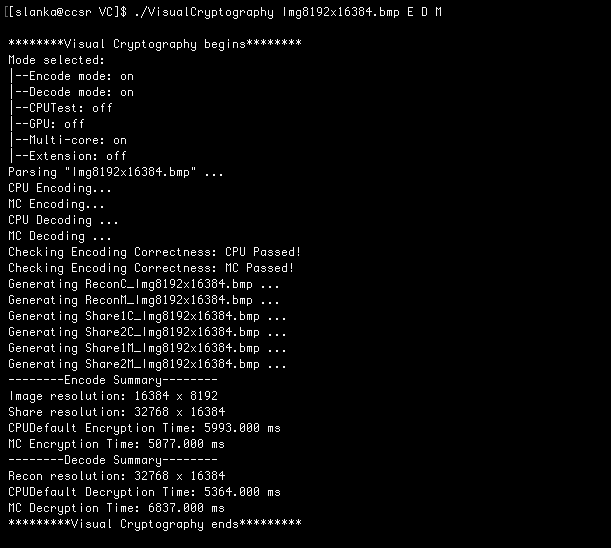 [[slanka@ccsr VC]$ ./VisualCryptography Img8192x16384.bmp E D M
********Visual Cryptography begins********
Mode selected:
|--Encode mode: on
|--Decode mode: on
|--CPUTest: off
|--GPU: off
|--Multi-core: on
|--Extension: off
Parsing "Img8192x16384.bmp" ...
CPU Encoding...
MC Encoding...
CPU Decoding ...
MC Decoding ...
Checking Encoding Correctness: CPU Passed!
Checking Encoding Correctness: MC Passed!
Generating ReconC_Img8192x16384.bmp ...
Generating ReconM_Img8192x16384.bmp ...
Generating Share1C_Img8192x16384.bmp ...
Generating Share2C_Img8192x16384.bmp ...
Generating Share1M_Img8192x16384.bmp ...
Generating Share2M_Img8192x16384.bmp ...
--------Encode Summary--------
Image resolution: 16384 x 8192
Share resolution: 32768 x 16384
CPUDefault Encryption Time: 5993.000 ms
MC Encryption Time: 5077.000 ms
--------Decode Summary--------
Recon resolution: 32768 x 16384
CPUDefault Decryption Time: 5364.000 ms
MC Decryption Time: 6837.000 ms
*********Visual Cryptography ends*********